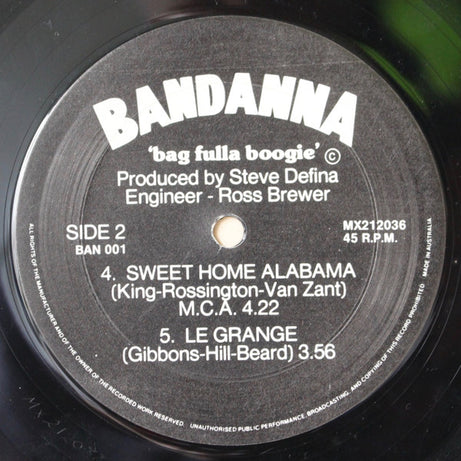 BANDANNA
'bag fulla boogie' ©
Produced by Steve Defina
Engineer - Ross Brewer
SIDE 2
BAN 001
MX212036
45 R.P.M.
4. SWEET HOME ALABAMA
(King-Rossington-Van Zant)
M.C.A. 4.22
5. LE GRANGE
(Gibbons-Hill-Beard) 3.56
ALL RIGHTS OF THE MANUFACTURER AND OF THE OWNER OF THE RECORDED WORK RESERVED. UNAUTHORISED PUBLIC PERFORMANCE, BROADCASTING, AND COPYING OF THIS RECORD PROHIBITED. MADE IN AUSTRALIA